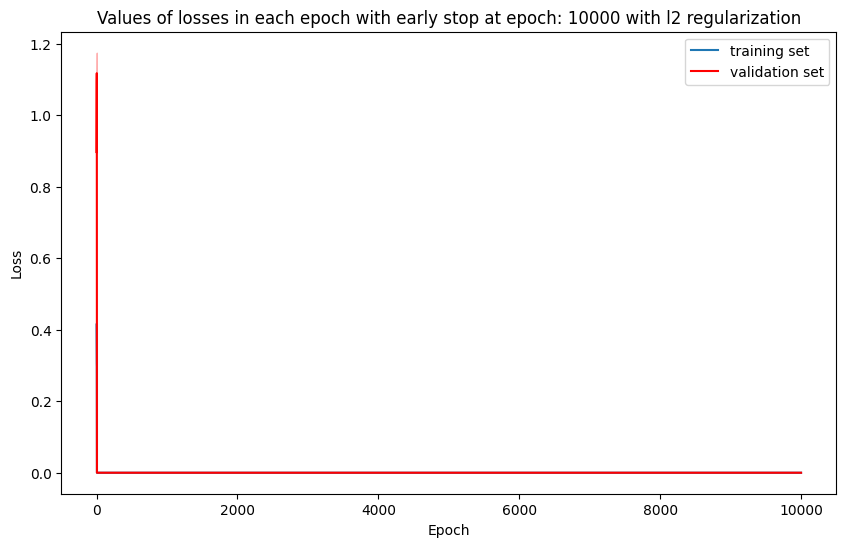 Values of losses in each epoch with early stop at epoch: 10000 with l2 regularization
training set
validation set
Loss
1.2
1.0
0.8
0.6
0.4
0.2
0.0
0 2000 4000 6000 8000 10000
Epoch